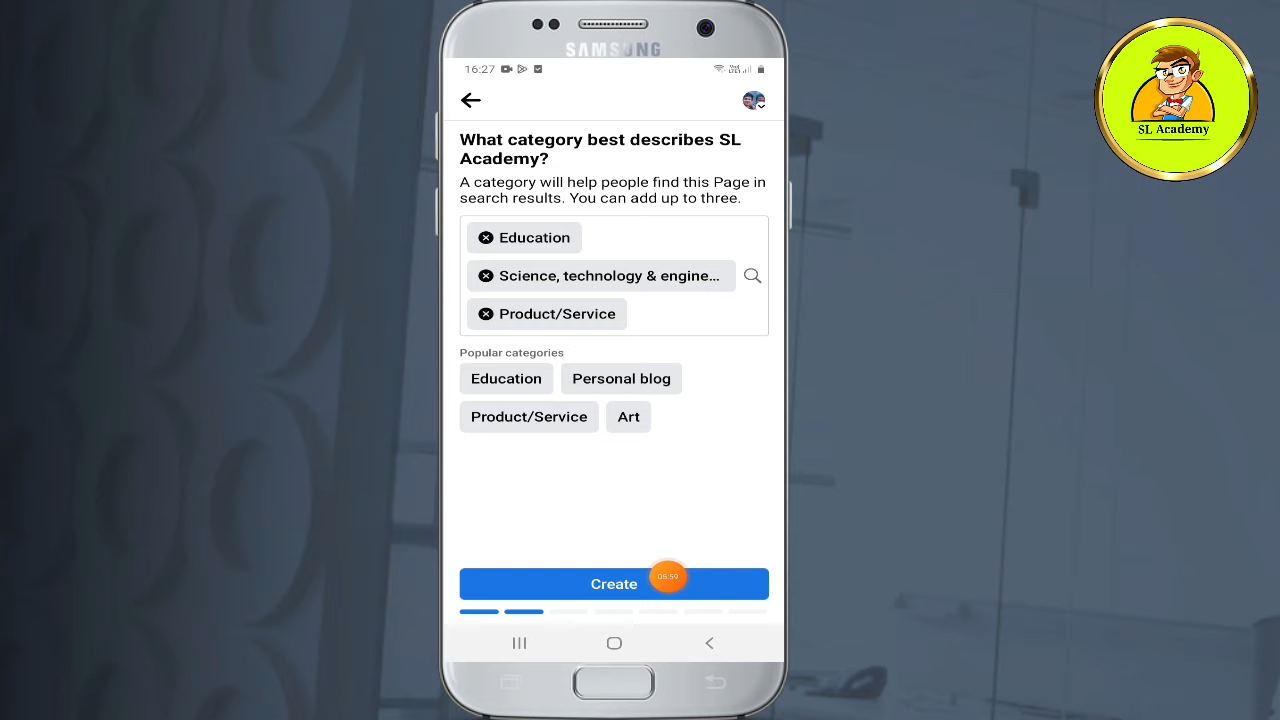 SAMSUNG
16:27
What category best describes SL
Academy?
A category will help people find this Page in
search results. You can add up to three.
Education
Science, technology & engine...
Product/Service
Popular categories
Education
Personal blog
Product/Service
Art
Create
05:59
SL Academy